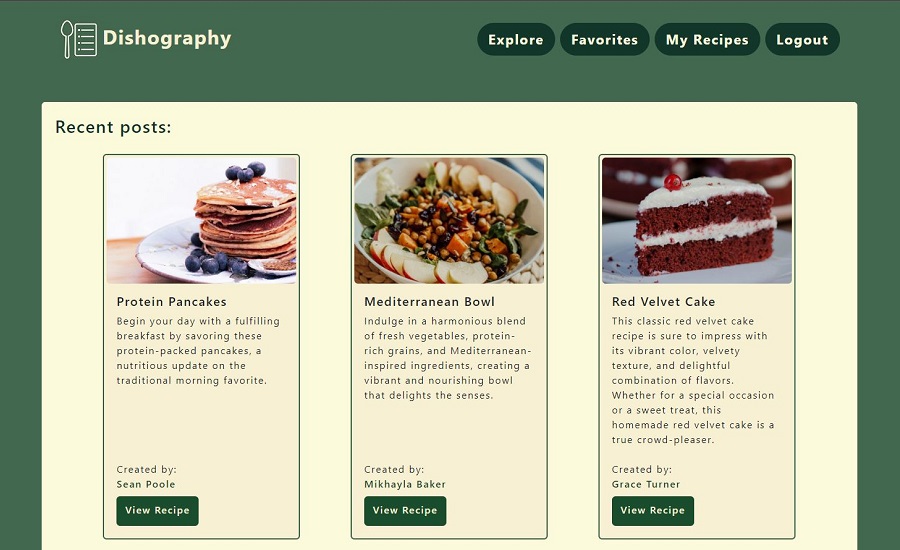 Dishography
Explore
Favorites
My Recipes
Logout
Recent posts:
Protein Pancakes
Begin your day with a fulfilling
breakfast by savoring these
protein-packed pancakes, a
nutritious update on the
traditional morning favorite.
Created by:
Sean Poole
View Recipe
Mediterranean Bowl
Indulge in a harmonious blend
of fresh vegetables, protein-
rich grains, and Mediterranean-
inspired ingredients, creating a
vibrant and nourishing bowl
that delights the senses.
Created by:
Mikhayla Baker
View Recipe
Red Velvet Cake
This classic red velvet cake
recipe is sure to impress with
its vibrant color, velvety
texture, and delightful
combination of flavors.
Whether for a special occasion
or a sweet treat, this
homemade red velvet cake is a
true crowd-pleaser.
Created by:
Grace Turner
View Recipe